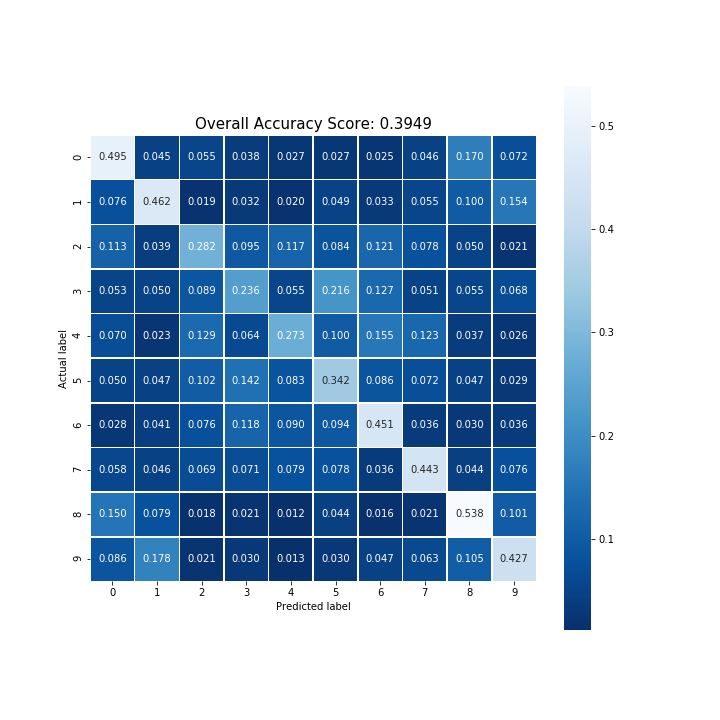 Overall Accuracy Score: 0.3949
0 0.495 0.045 0.055 0.038 0.027 0.027 0.025 0.046 0.170 0.072
1 0.076 0.462 0.019 0.032 0.020 0.049 0.033 0.055 0.100 0.154
2 0.113 0.039 0.282 0.095 0.117 0.084 0.121 0.078 0.050 0.021
3 0.053 0.050 0.089 0.236 0.055 0.216 0.127 0.051 0.055 0.068
4 0.070 0.023 0.129 0.064 0.273 0.100 0.155 0.123 0.037 0.026
5 0.050 0.047 0.102 0.142 0.083 0.342 0.086 0.072 0.047 0.029
6 0.028 0.041 0.076 0.118 0.090 0.094 0.451 0.036 0.030 0.036
7 0.058 0.046 0.069 0.071 0.079 0.078 0.036 0.443 0.044 0.076
8 0.150 0.079 0.018 0.021 0.012 0.044 0.016 0.021 0.538 0.101
9 0.086 0.178 0.021 0.030 0.013 0.030 0.047 0.063 0.105 0.427
0 1 2 3 4 5 6 7 8 9
Predicted label
Actual label
0.5
0.4
0.3
0.2
0.1